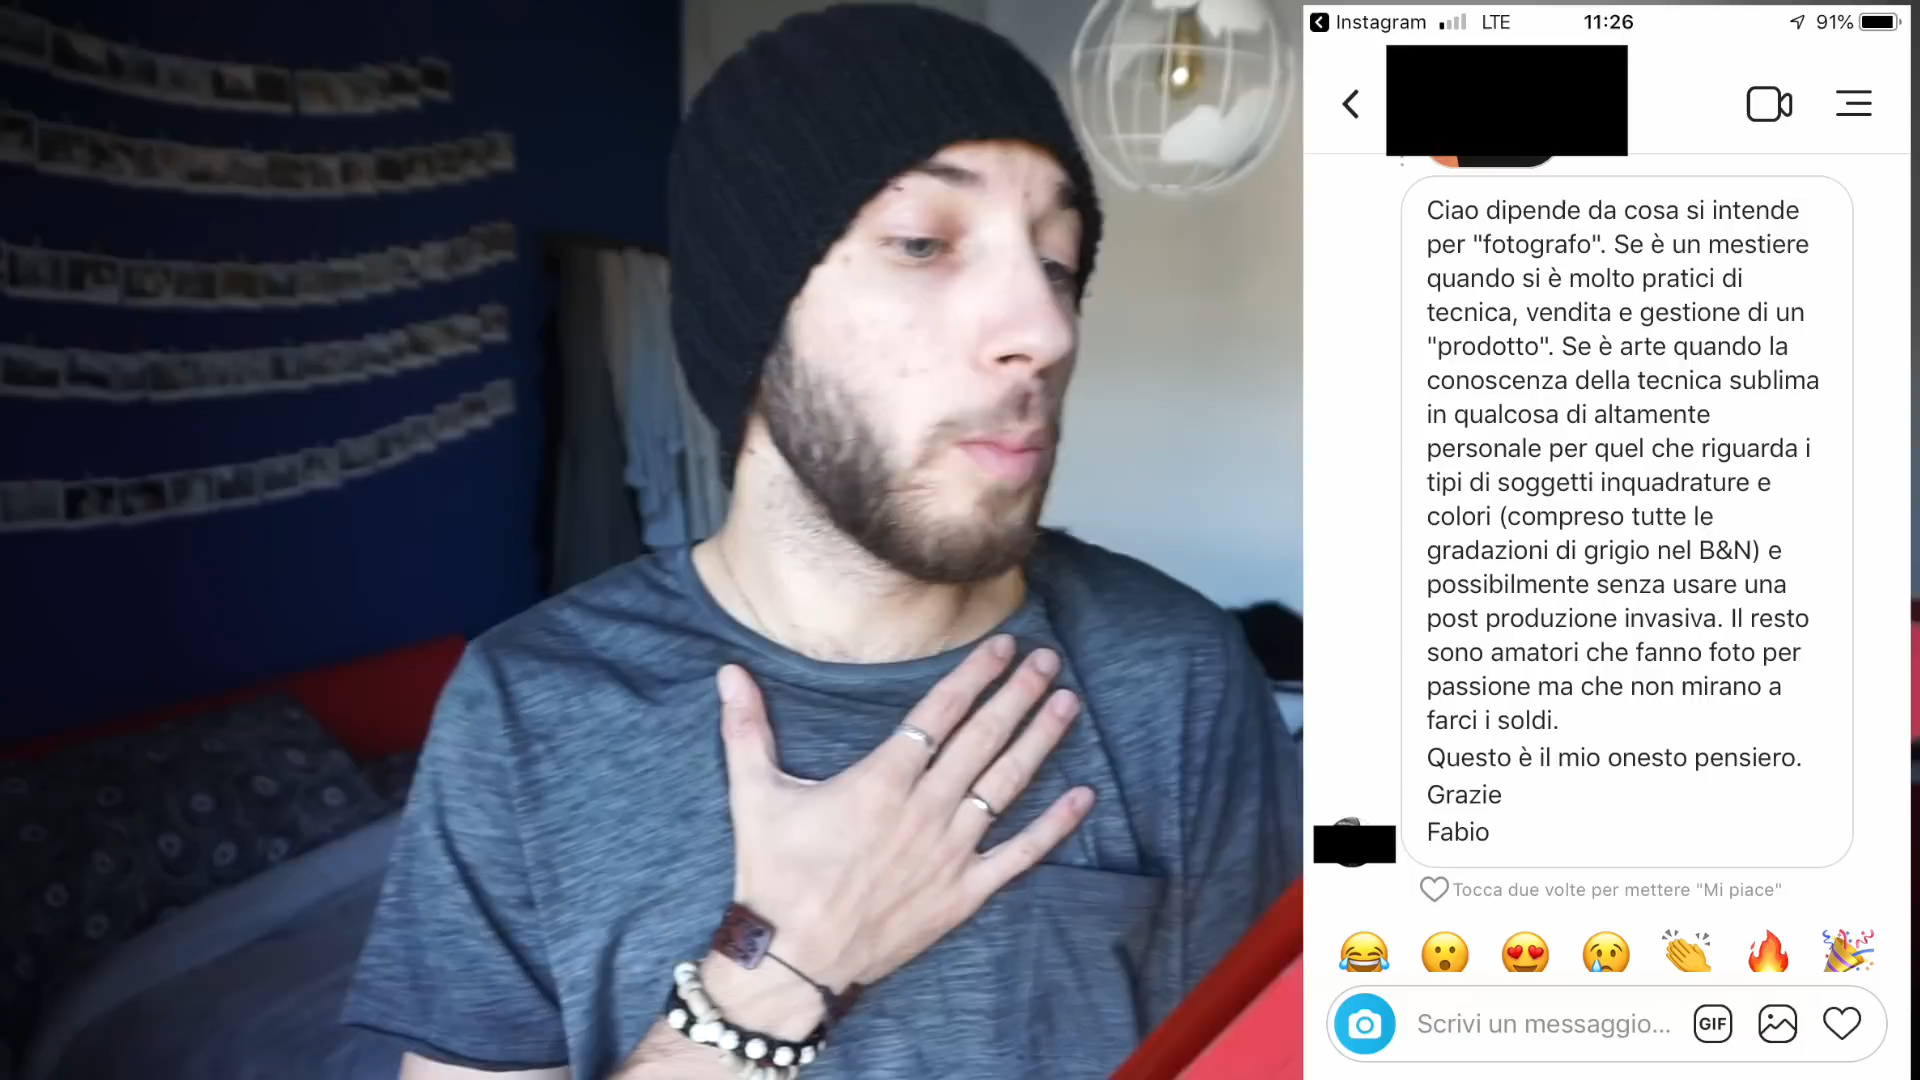 Instagram LTE 11:26 91%
Ciao dipende da cosa si intende
per "fotografo". Se è un mestiere
quando si è molto pratici di
tecnica, vendita e gestione di un
"prodotto". Se è arte quando la
conoscenza della tecnica sublima
in qualcosa di altamente
personale per quel che riguarda i
tipi di soggetti inquadrature e
colori (compreso tutte le
gradazioni di grigio nel B&N) e
possibilmente senza usare una
post produzione invasiva. Il resto
sono amatori che fanno foto per
passione ma che non mirano a
farci i soldi.
Questo è il mio onesto pensiero.
Grazie
Fabio
Tocca due volte per mettere "Mi piace"
Scrivi un messaggio... GIF